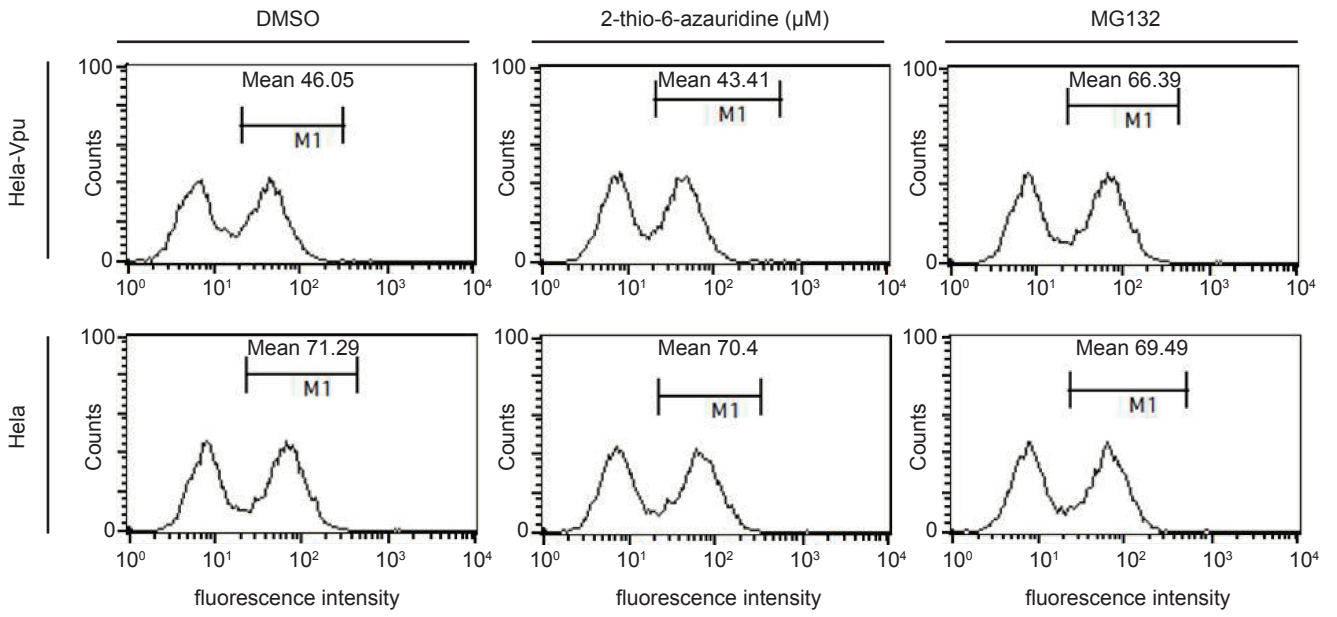 DMSO
2-thio-6-azauridine (µM)
MG132
Hela-Vpu
Counts
100
0
Mean 46.05
M1
10⁰ 10¹ 10² 10³ 10⁴
Counts
100
0
Mean 43.41
M1
10⁰ 10¹ 10² 10³ 10⁴
Counts
100
0
Mean 66.39
M1
10⁰ 10¹ 10² 10³ 10⁴
Hela
Counts
100
0
Mean 71.29
M1
10⁰ 10¹ 10² 10³ 10⁴
fluorescence intensity
Counts
100
0
Mean 70.4
M1
10⁰ 10¹ 10² 10³ 10⁴
fluorescence intensity
Counts
100
0
Mean 69.49
M1
10⁰ 10¹ 10² 10³ 10⁴
fluorescence intensity